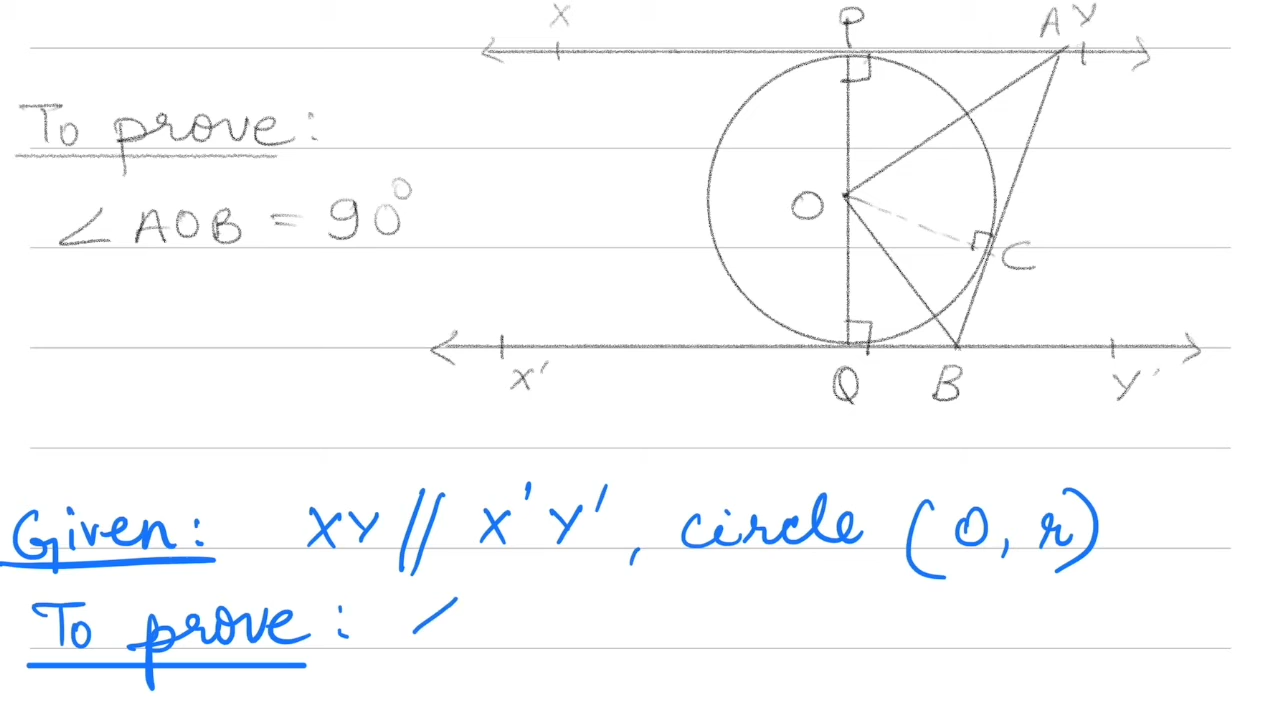 X P A Y
To prove:
∠AOB = 90°
O
C
X' Q B Y'
Given: XY // X'Y', circle (O, r)
To prove: ∕